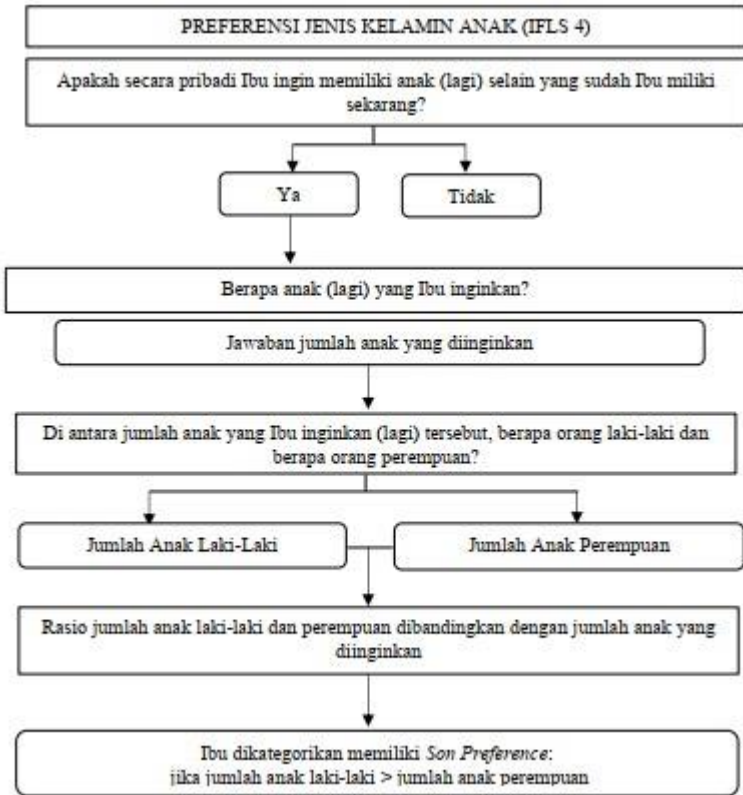 PREFERENSI JENIS KELAMIN ANAK (IFLS 4)
Apakah secara pribadi Ibu ingin memiliki anak (lagi) selain yang sudah Ibu miliki
sekarang?
Ya
Tidak
Berapa anak (lagi) yang Ibu inginkan?
Jawaban jumlah anak yang diinginkan
Di antara jumlah anak yang Ibu inginkan (lagi) tersebut, berapa orang laki-laki dan
berapa orang perempuan?
Jumlah Anak Laki-Laki
Jumlah Anak Perempuan
Rasio jumlah anak laki-laki dan perempuan dibandingkan dengan jumlah anak yang
diinginkan
Ibu dikategorikan memiliki Son Preference:
jika jumlah anak laki-laki > jumlah anak perempuan